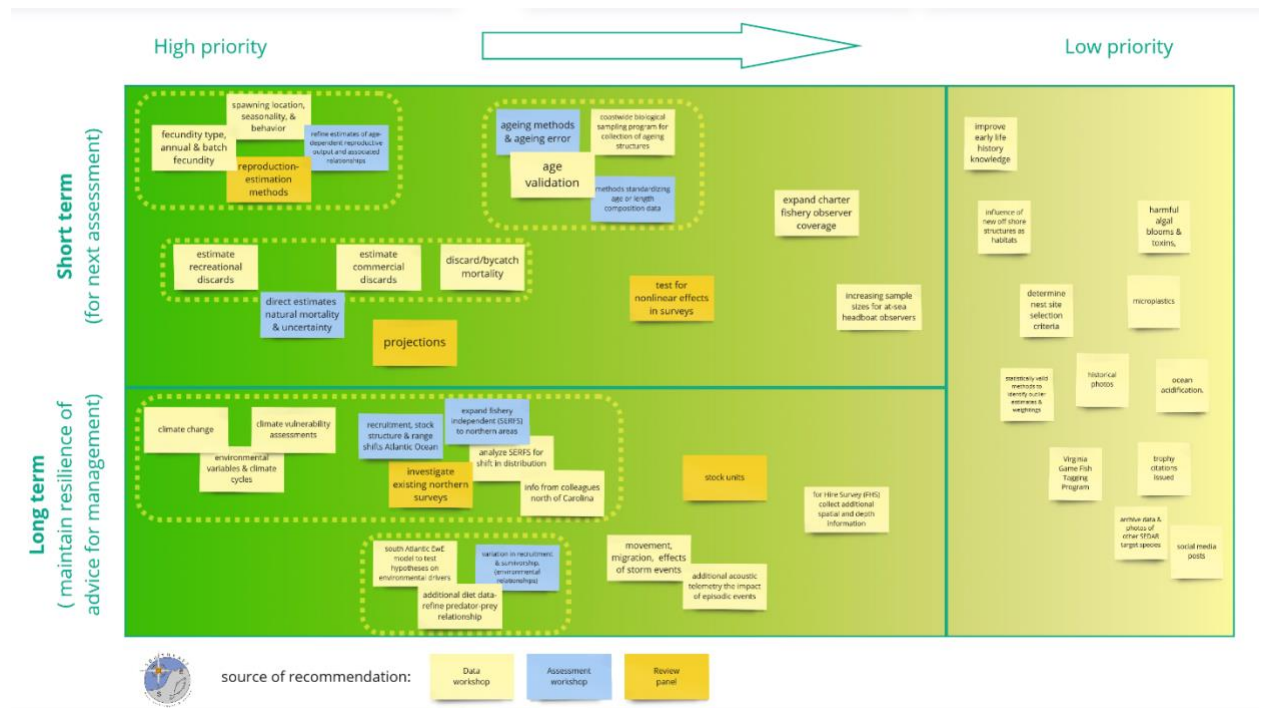 High priority
Low priority
Short term
(for next assessment)
spawning location,
seasonality, &
behavior
fecundity type,
annual & batch
fecundity
refine estimates of age-
dependent reproductive
output and associated
relationships
reproduction-
estimation
methods
ageing methods
& ageing error
coastwide biological
sampling program for
collection of ageing
structures
age
validation
methods standardizing
age or length
composition data
expand charter
fishery observer
coverage
estimate
recreational
discards
estimate
commercial
discards
discard/bycatch
mortality
direct estimates
natural mortality
& uncertainty
projections
test for
nonlinear effects
in surveys
increasing sample
sizes for at-sea
headboat observers
Long term
( maintain resilience of
advice for management)
climate change
climate vulnerability
assessments
environmental
variables & climate
cycles
recruitment, stock
structure & range
shifts Atlantic Ocean
expand fishery
independent (SERFS)
to northern areas
analyze SERFS for
shift in distribution
investigate
existing northern
surveys
info from colleagues
north of Carolina
stock units
for Hire Survey (FHS)
collect additional
spatial and depth
information
south Atlantic EwE
model to test
hypotheses on
environmental drivers
variation in recruitment
& survivorship,
(environmental
relationships)
additional diet data-
refine predator-prey
relationship
movement,
migration, effects
of storm events
additional acoustic
telemetry the impact
of episodic events
improve
early life
history
knowledge
influence of
new off shore
structures as
habitats
harmful
algal
blooms &
toxins,
determine
nest site
selection
criteria
microplastics
statistically valid
methods to
identify outlier
estimates &
weightings
historical
photos
ocean
acidification.
Virginia
Game Fish
Tagging
Program
trophy
citations
issued
archive data &
photos of
other SEDAR
target species
social media
posts
source of recommendation:
Data
workshop
Assessment
workshop
Review
panel